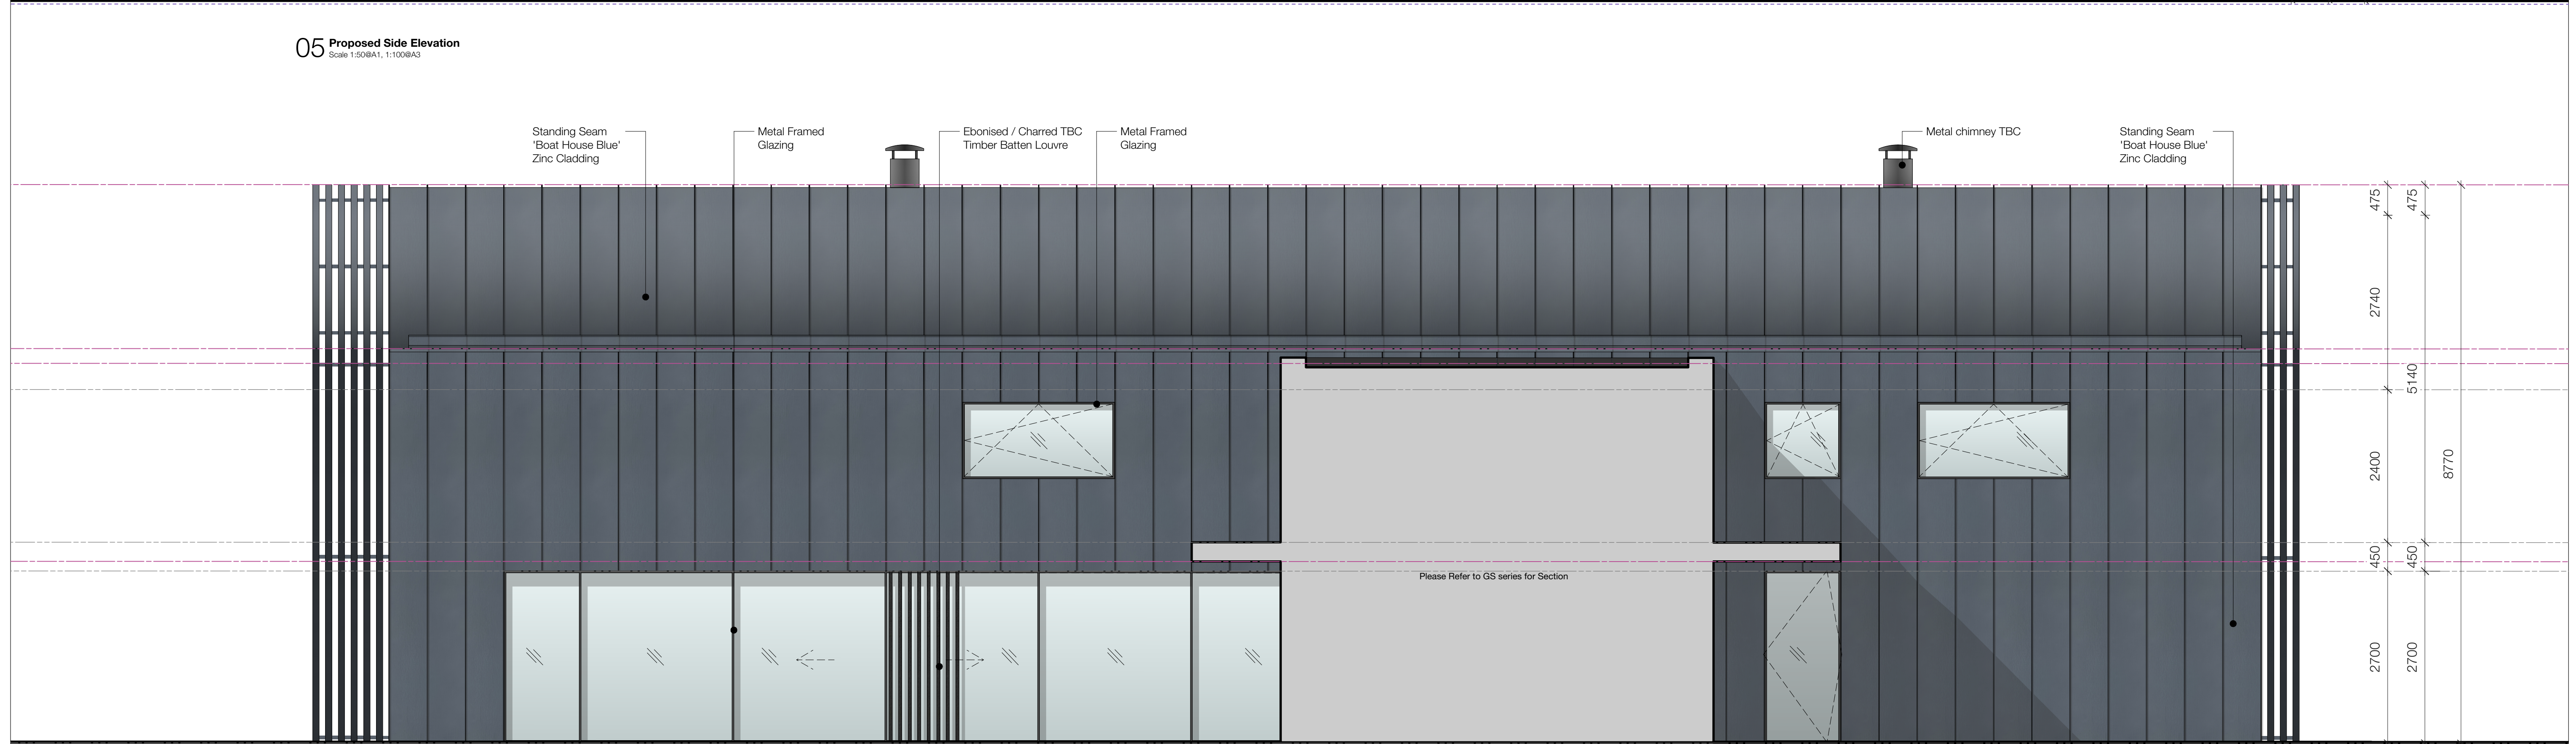 05 Proposed Side Elevation
Scale 1:50@A1, 1:100@A3
Standing Seam
'Boat House Blue'
Zinc Cladding
Metal Framed
Glazing
Ebonised / Charred TBC
Timber Batten Louvre
Metal Framed
Glazing
Metal chimney TBC
Standing Seam
'Boat House Blue'
Zinc Cladding
475
475
2740
5140
2400
8770
450
450
2700
2700
Please Refer to GS series for Section